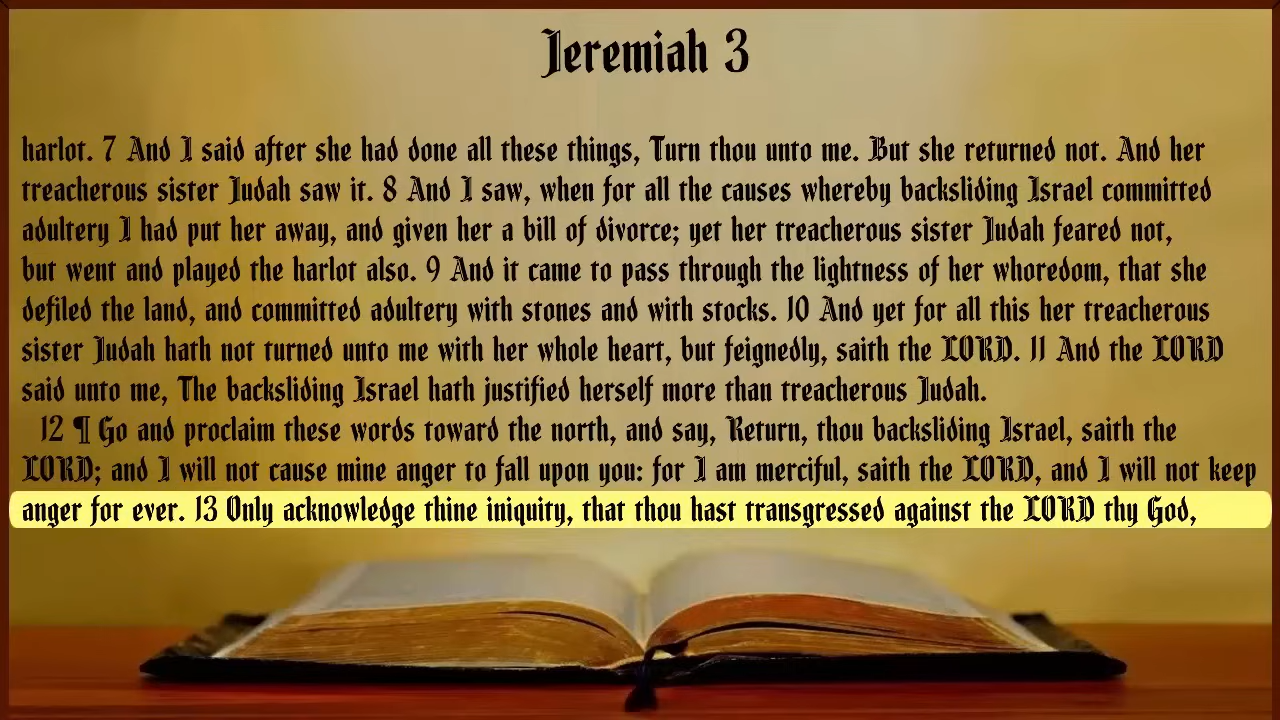 Jeremiah 3
harlot. 7 And I said after she had done all these things, Turn thou unto me. But she returned not. And her
treacherous sister Judah saw it. 8 And I saw, when for all the causes whereby backsliding Israel committed
adultery I had put her away, and given her a bill of divorce; yet her treacherous sister Judah feared not,
but went and played the harlot also. 9 And it came to pass through the lightness of her whoredom, that she
defiled the land, and committed adultery with stones and with stocks. 10 And yet for all this her treacherous
sister Judah hath not turned unto me with her whole heart, but feignedly, saith the LORD. 11 And the LORD
said unto me, The backsliding Israel hath justified herself more than treacherous Judah.
12 ¶ Go and proclaim these words toward the north, and say, Return, thou backsliding Israel, saith the
LORD; and I will not cause mine anger to fall upon you: for I am merciful, saith the LORD, and I will not keep
anger for ever. 13 Only acknowledge thine iniquity, that thou hast transgressed against the LORD thy God,